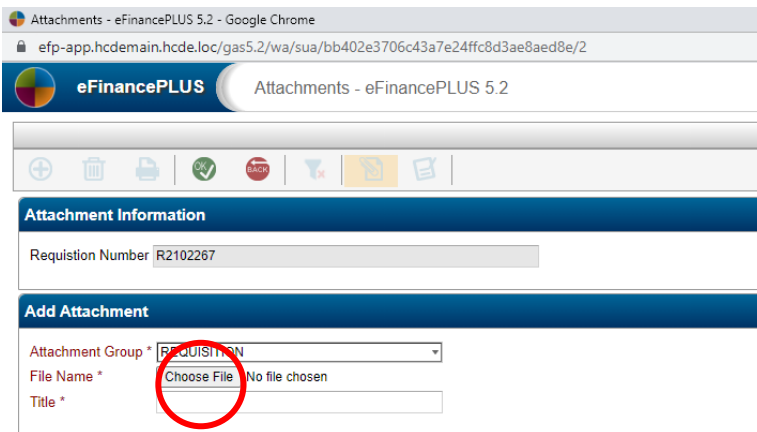 Attachments - eFinancePLUS 5.2 - Google Chrome
efp-app.hcdemain.hcde.loc/gas5.2/wa/sua/bb402e3706c43a7e24ffc8d3ae8aed8e/2
eFinancePLUS
Attachments - eFinancePLUS 5.2
OK BACK
Attachment Information
Requistion Number R2102267
Add Attachment
Attachment Group * REQUISITION
File Name * Choose File No file chosen
Title *